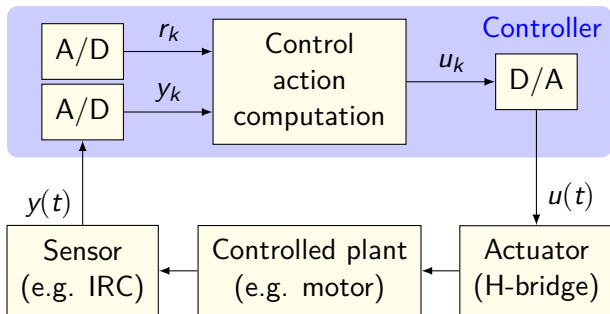 Controller
A/D
r_k
A/D
y_k
Control
action
computation
u_k
D/A
y(t)
u(t)
Sensor
(e.g. IRC)
Controlled plant
(e.g. motor)
Actuator
(H-bridge)